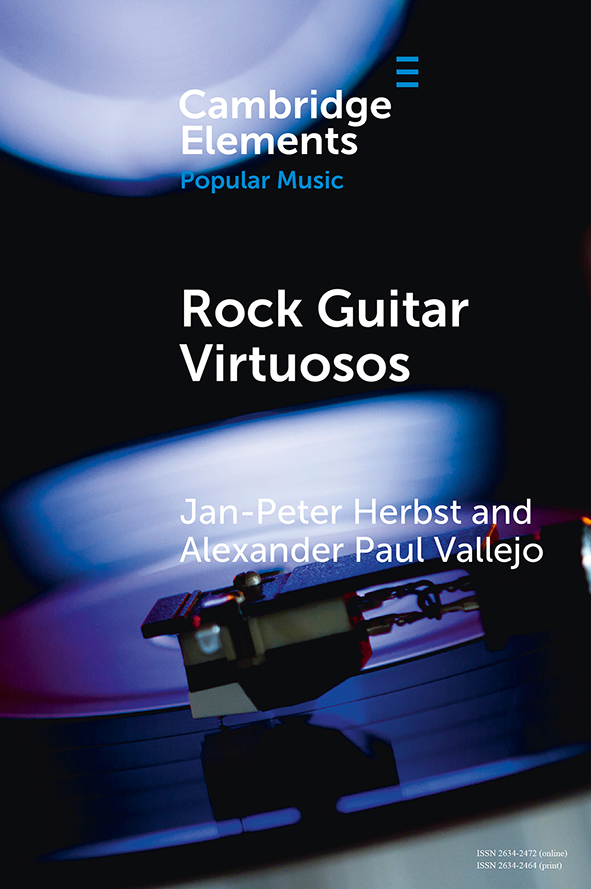 Cambridge
Elements
Popular Music
Rock Guitar
Virtuosos
Jan-Peter Herbst and
Alexander Paul Vallejo
ISSN 2634-2472 (online)
ISSN 2634-2464 (print)